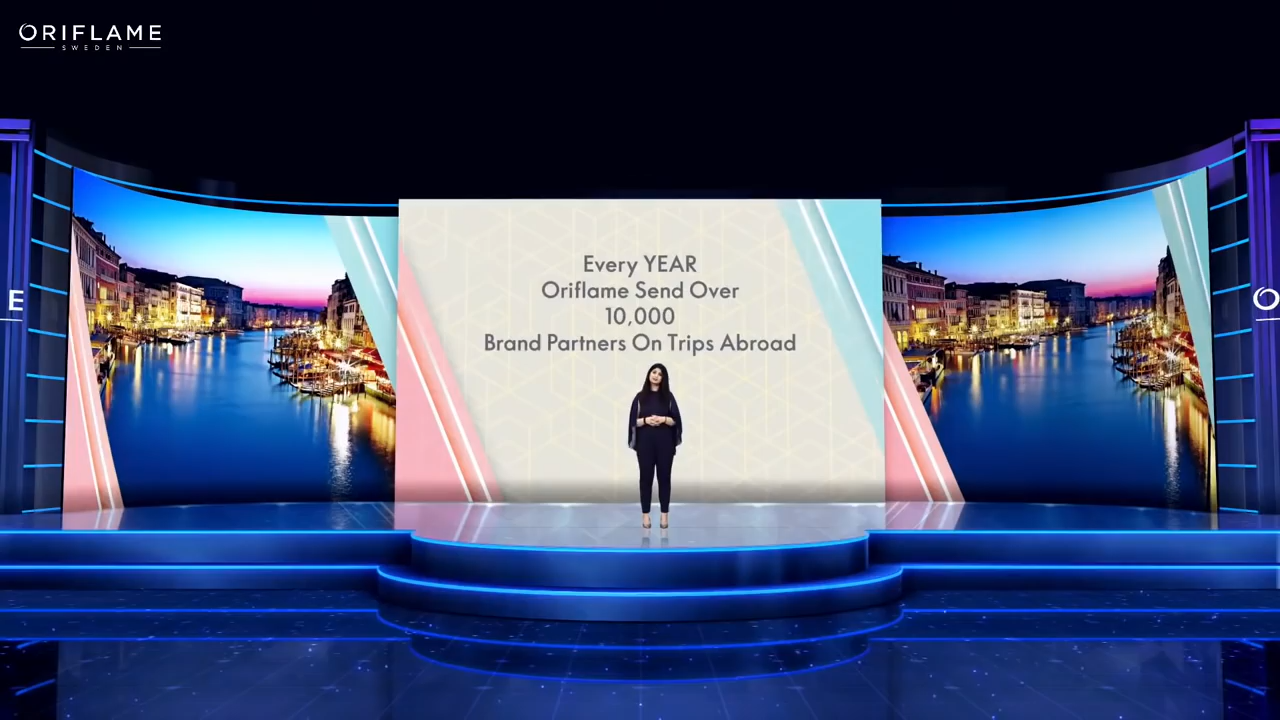 ORIFLAME
SWEDEN
Every YEAR
Oriflame Send Over
10,000
Brand Partners On Trips Abroad
E
O